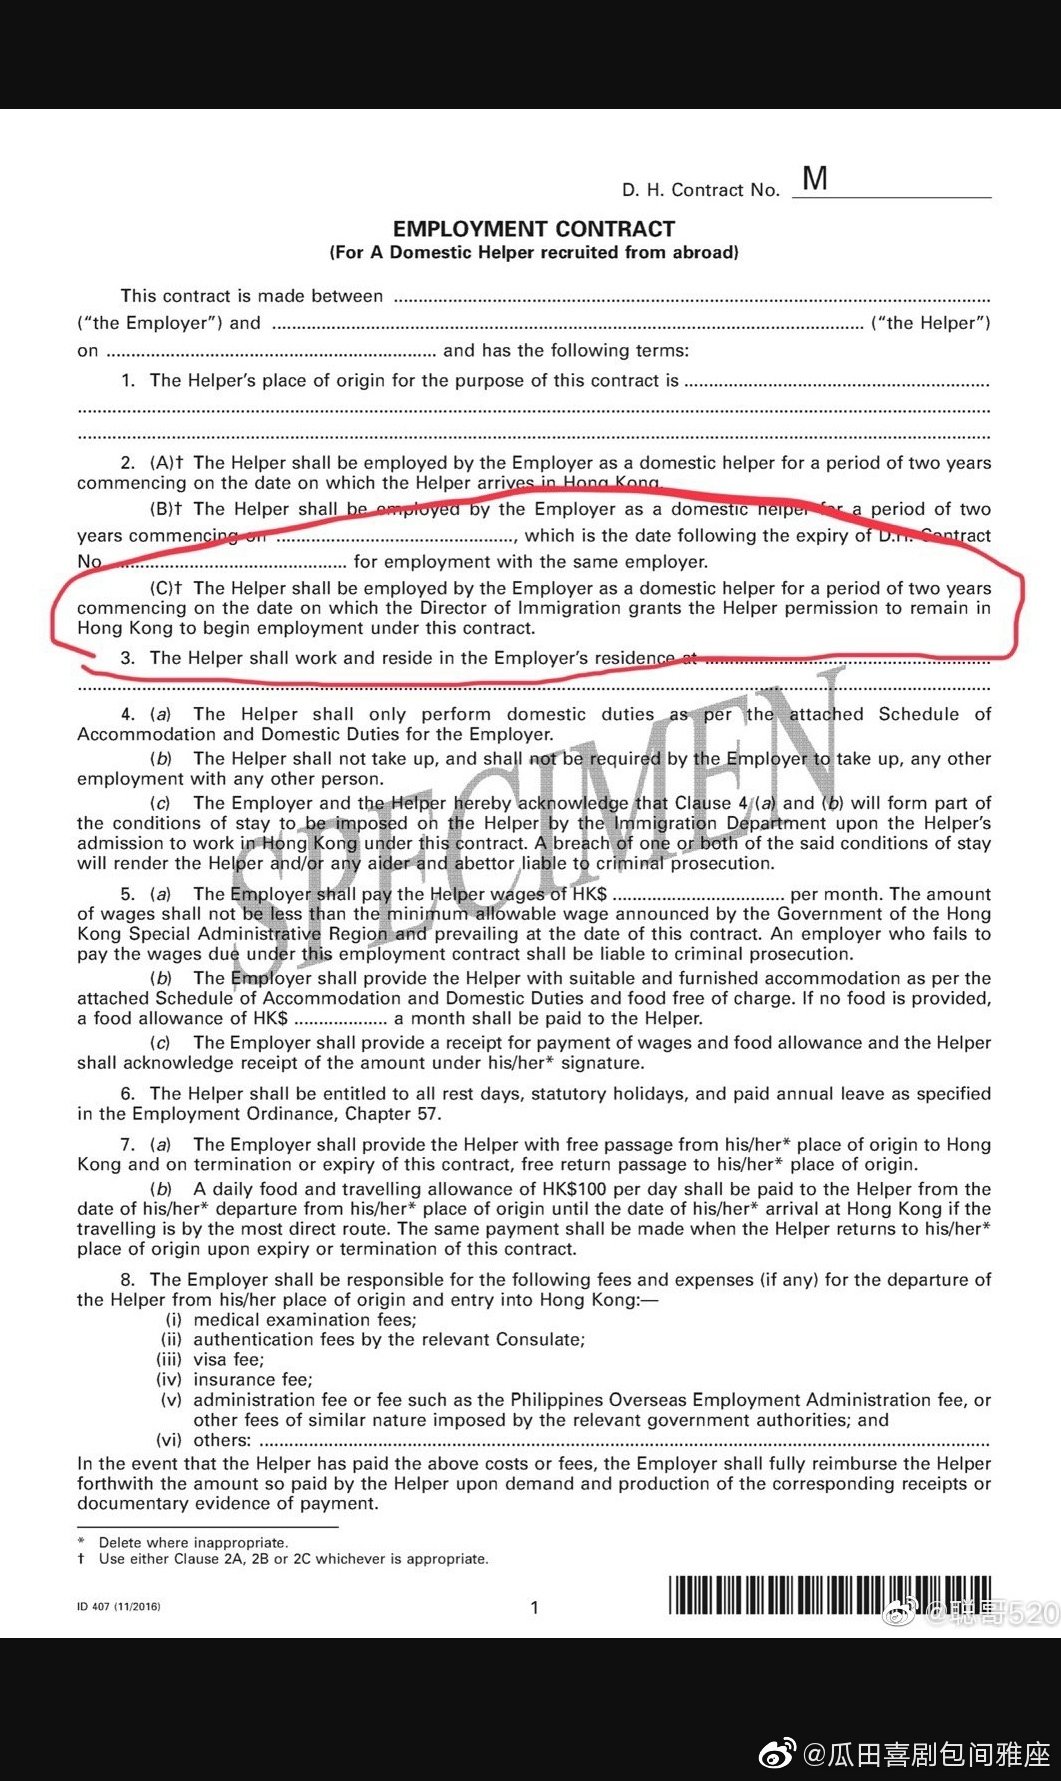 D. H. Contract No. M
EMPLOYMENT CONTRACT
(For A Domestic Helper recruited from abroad)
This contract is made between ..........
("the Employer") and .......... ("the Helper")
on .......... and has the following terms:
1. The Helper's place of origin for the purpose of this contract is ..........
2. (A)† The Helper shall be employed by the Employer as a domestic helper for a period of two years
commencing on the date on which the Helper arrives in Hong Kong.
(B)† The Helper shall be employed by the Employer as a domestic helper for a period of two
years commencing on .........., which is the date following the expiry of D.H. Contract
No. .......... for employment with the same employer.
(C)† The Helper shall be employed by the Employer as a domestic helper for a period of two years
commencing on the date on which the Director of Immigration grants the Helper permission to remain in
Hong Kong to begin employment under this contract.
3. The Helper shall work and reside in the Employer's residence at ..........
4. (a) The Helper shall only perform domestic duties as per the attached Schedule of
Accommodation and Domestic Duties for the Employer.
(b) The Helper shall not take up, and shall not be required by the Employer to take up, any other
employment with any other person.
(c) The Employer and the Helper hereby acknowledge that Clause 4 (a) and (b) will form part of
the conditions of stay to be imposed on the Helper by the Immigration Department upon the Helper's
admission to work in Hong Kong under this contract. A breach of one or both of the said conditions of stay
will render the Helper and/or any aider and abettor liable to criminal prosecution.
5. (a) The Employer shall pay the Helper wages of HK$ .......... per month. The amount
of wages shall not be less than the minimum allowable wage announced by the Government of the Hong
Kong Special Administrative Region and prevailing at the date of this contract. An employer who fails to
pay the wages due under this employment contract shall be liable to criminal prosecution.
(b) The Employer shall provide the Helper with suitable and furnished accommodation as per the
attached Schedule of Accommodation and Domestic Duties and food free of charge. If no food is provided,
a food allowance of HK$ .......... a month shall be paid to the Helper.
(c) The Employer shall provide a receipt for payment of wages and food allowance and the Helper
shall acknowledge receipt of the amount under his/her* signature.
6. The Helper shall be entitled to all rest days, statutory holidays, and paid annual leave as specified
in the Employment Ordinance, Chapter 57.
7. (a) The Employer shall provide the Helper with free passage from his/her* place of origin to Hong
Kong and on termination or expiry of this contract, free return passage to his/her* place of origin.
(b) A daily food and travelling allowance of HK$100 per day shall be paid to the Helper from the
date of his/her* departure from his/her* place of origin until the date of his/her* arrival at Hong Kong if the
travelling is by the most direct route. The same payment shall be made when the Helper returns to his/her*
place of origin upon expiry or termination of this contract.
8. The Employer shall be responsible for the following fees and expenses (if any) for the departure of
the Helper from his/her place of origin and entry into Hong Kong:—
(i) medical examination fees;
(ii) authentication fees by the relevant Consulate;
(iii) visa fee;
(iv) insurance fee;
(v) administration fee or fee such as the Philippines Overseas Employment Administration fee, or
other fees of similar nature imposed by the relevant government authorities; and
(vi) others: ..........
In the event that the Helper has paid the above costs or fees, the Employer shall fully reimburse the Helper
forthwith the amount so paid by the Helper upon demand and production of the corresponding receipts or
documentary evidence of payment.
* Delete where inappropriate.
† Use either Clause 2A, 2B or 2C whichever is appropriate.
ID 407 (11/2016)
1
SPECIMEN
@聪哥520
@瓜田喜剧包间雅座